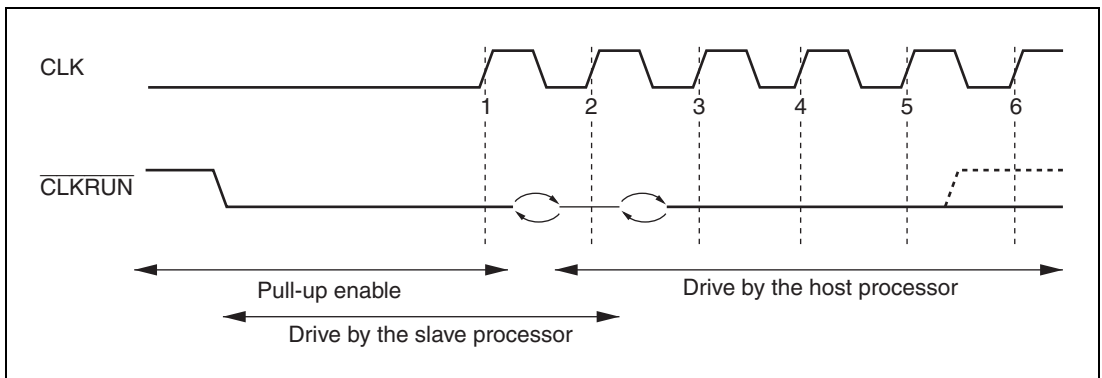 CLK
1 2 3 4 5 6
CLKRUN
Pull-up enable
Drive by the host processor
Drive by the slave processor